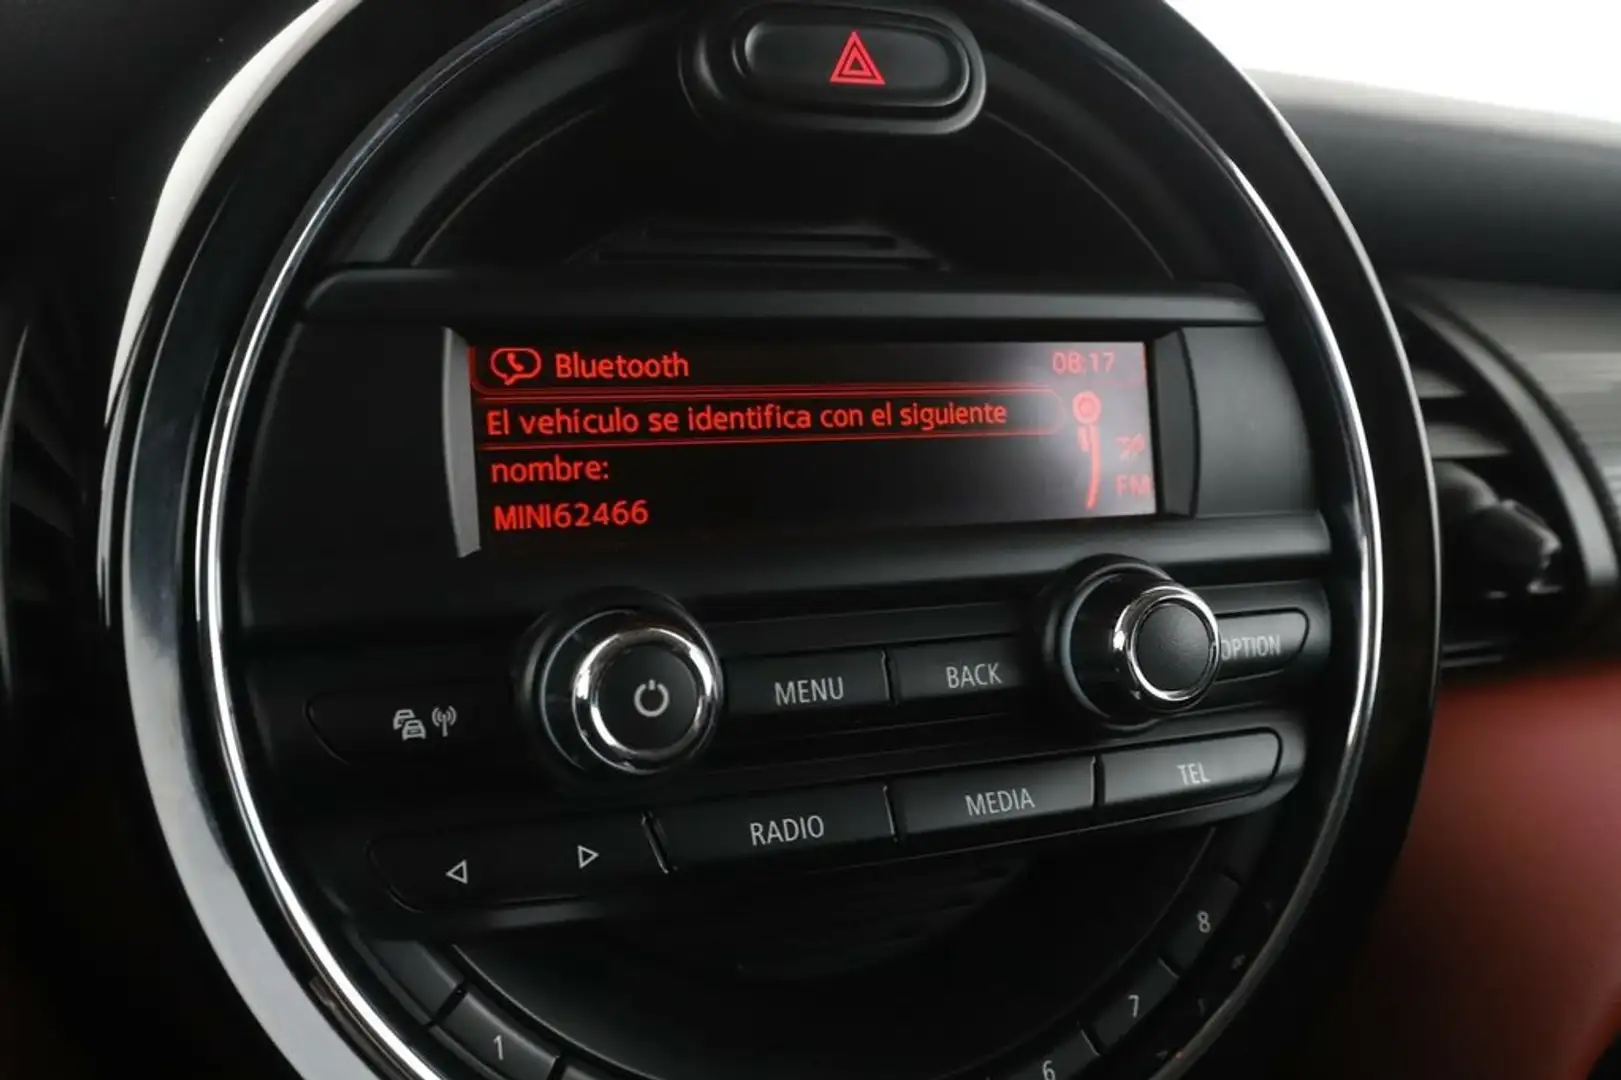 Bluetooth 08:17
El vehículo se identifica con el siguiente
nombre:
MINI62466
FM
MENU BACK OPTION
RADIO MEDIA TEL
1 6 7 8